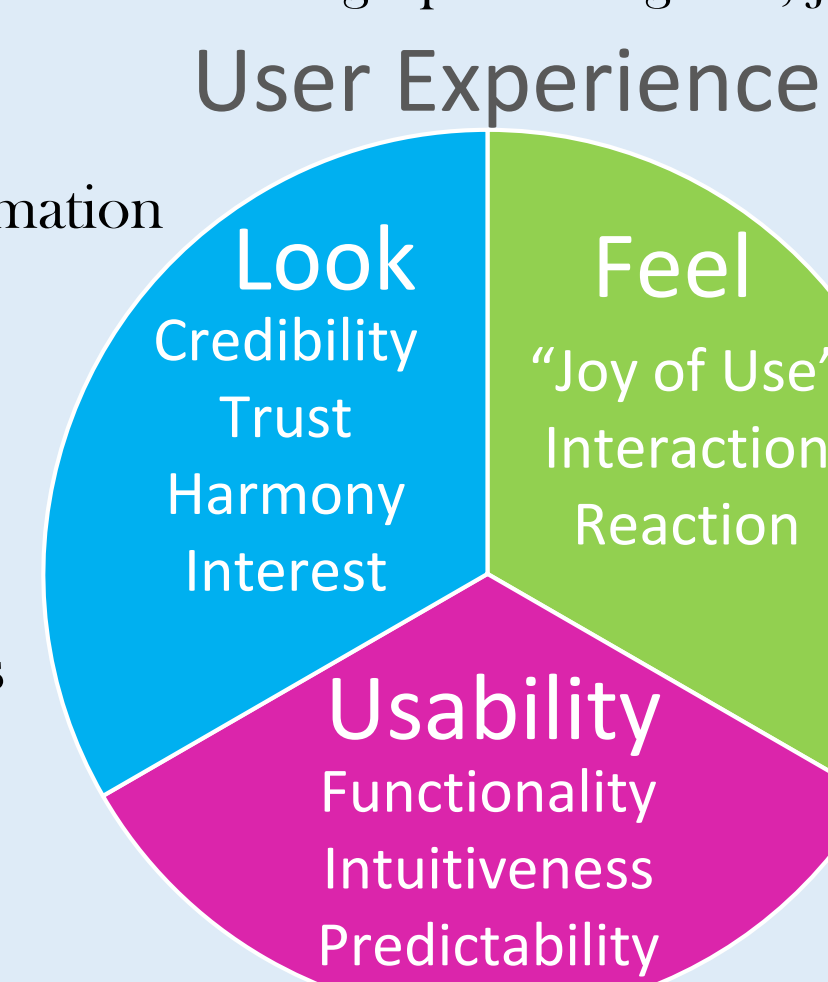 User Experience
mation
Look
Credibility
Trust
Harmony
Interest
Feel
“Joy of Use”
Interaction
Reaction
s
Usability
Functionality
Intuitiveness
Predictability